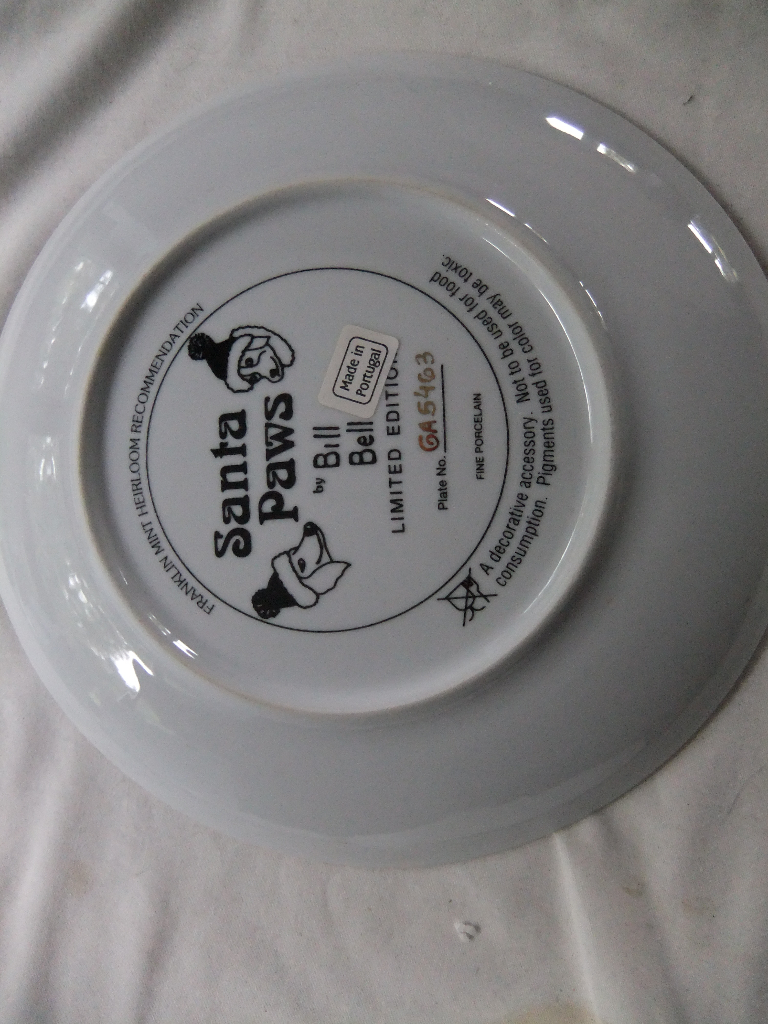 FRANKLIN MINT HEIRLOOM RECOMMENDATION
Santa
Paws
by Bill
Bell
Made in
Portugal
LIMITED EDITION
Plate No. GA5463
FINE PORCELAIN
A decorative accessory. Not to be used for food
consumption. Pigments used for color may be toxic.